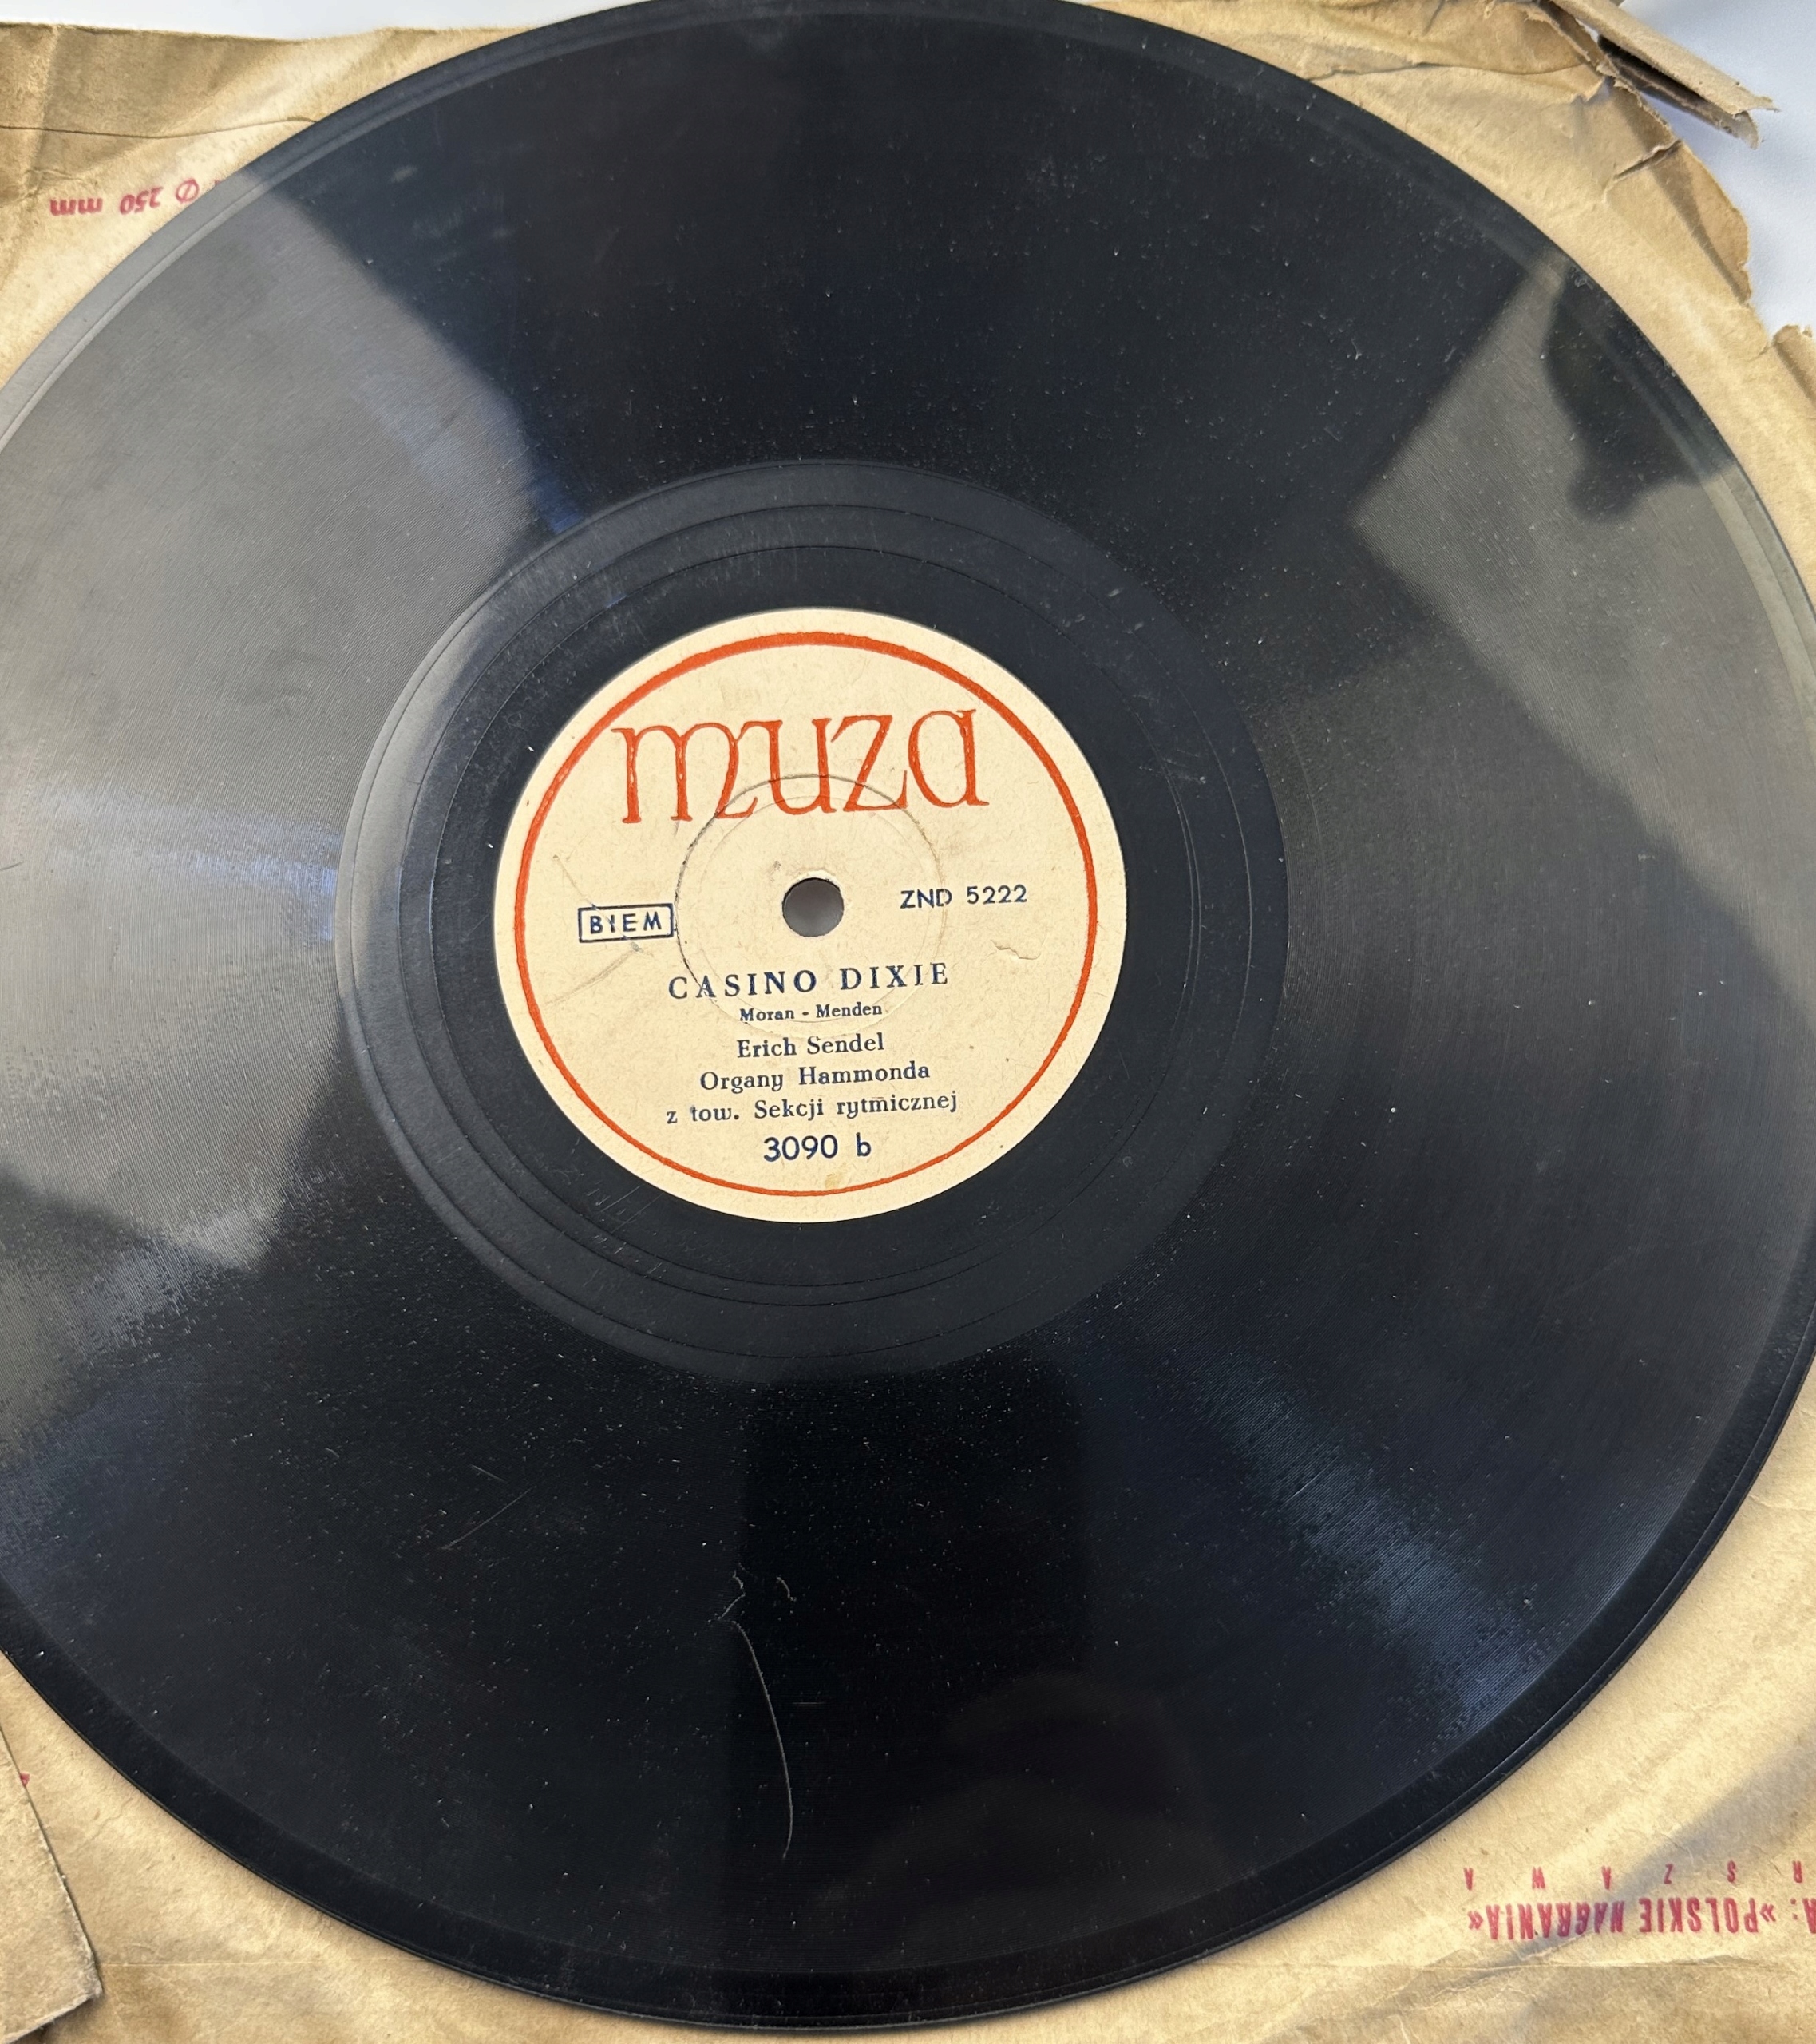 Ø 250 mm
muza
BIEM
ZND 5222
CASINO DIXIE
Moran - Menden
Erich Sendel
Organy Hammonda
z tow. Sekcji rytmicznej
3090 b
»POLSKIE NAGRANIA«
R S Z A W A